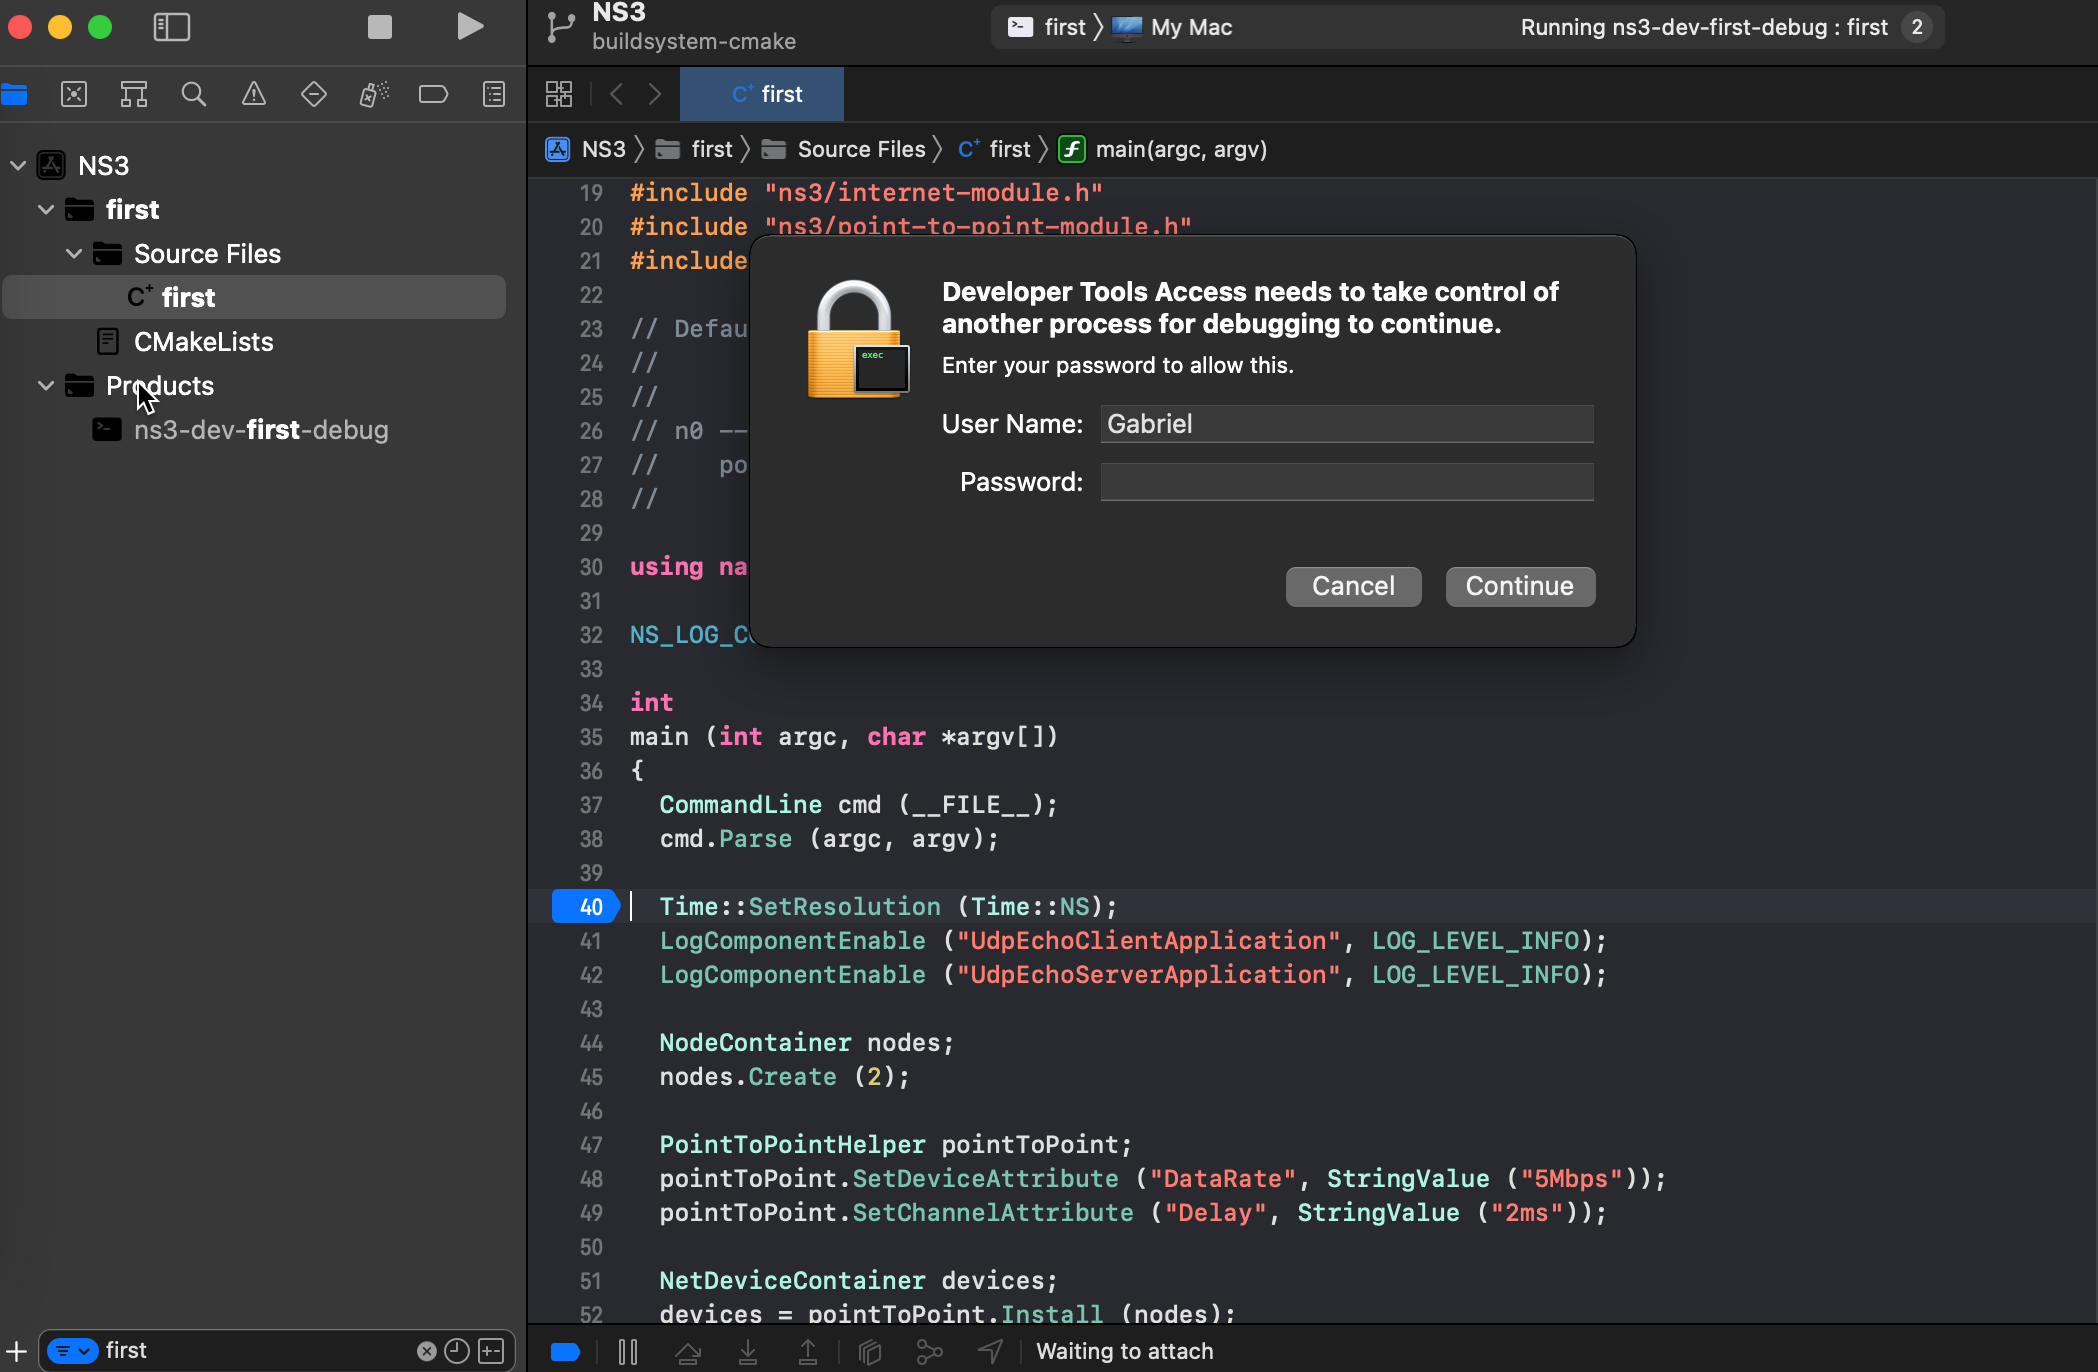 NS3
buildsystem-cmake
first
My Mac
Running ns3-dev-first-debug : first
2
first
NS3
first
Source Files
first
main(argc, argv)
NS3
first
Source Files
first
CMakeLists
Products
ns3-dev-first-debug
19 #include "ns3/internet-module.h"
20 #include "ns3/point-to-point-module.h"
21 #include
22
23 // Defau
24 //
25 //
26 // n0 --
27 // po
28 //
29
30 using na
31
32 NS_LOG_C
33
34 int
35 main (int argc, char *argv[])
36 {
37 CommandLine cmd (__FILE__);
38 cmd.Parse (argc, argv);
39
40 Time::SetResolution (Time::NS);
41 LogComponentEnable ("UdpEchoClientApplication", LOG_LEVEL_INFO);
42 LogComponentEnable ("UdpEchoServerApplication", LOG_LEVEL_INFO);
43
44 NodeContainer nodes;
45 nodes.Create (2);
46
47 PointToPointHelper pointToPoint;
48 pointToPoint.SetDeviceAttribute ("DataRate", StringValue ("5Mbps"));
49 pointToPoint.SetChannelAttribute ("Delay", StringValue ("2ms"));
50
51 NetDeviceContainer devices;
52 devices = pointToPoint.Install (nodes);
exec
Developer Tools Access needs to take control of
another process for debugging to continue.
Enter your password to allow this.
User Name: Gabriel
Password:
Cancel
Continue
first
Waiting to attach